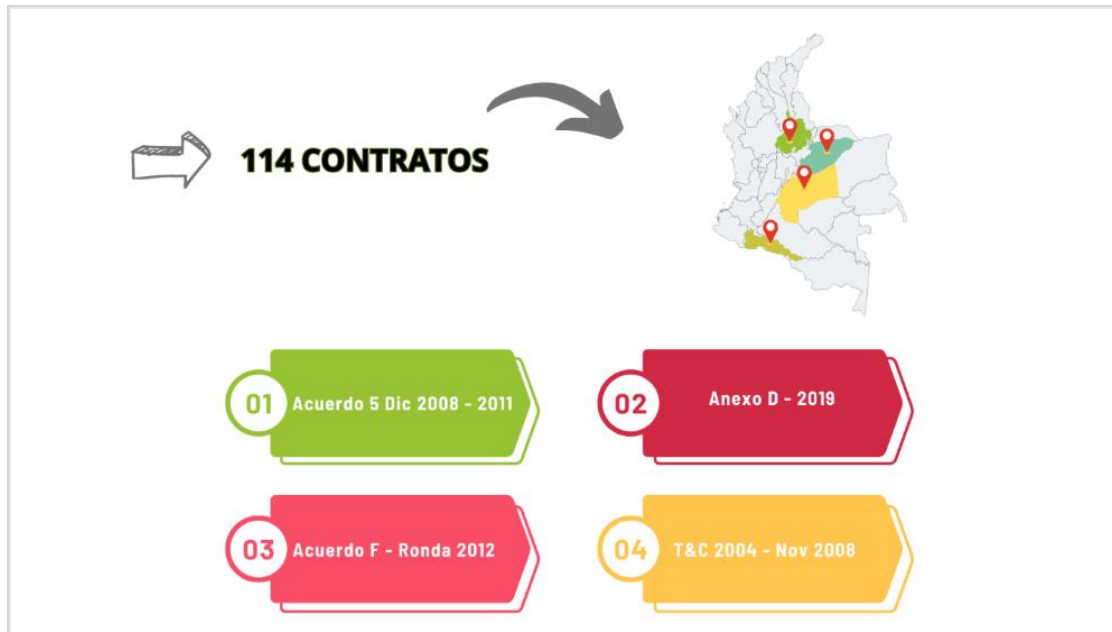 114 CONTRATOS
01
Acuerdo 5 Dic 2008 - 2011
02
Anexo D - 2019
03
Acuerdo F - Ronda 2012
04
T&C 2004 - Nov 2008